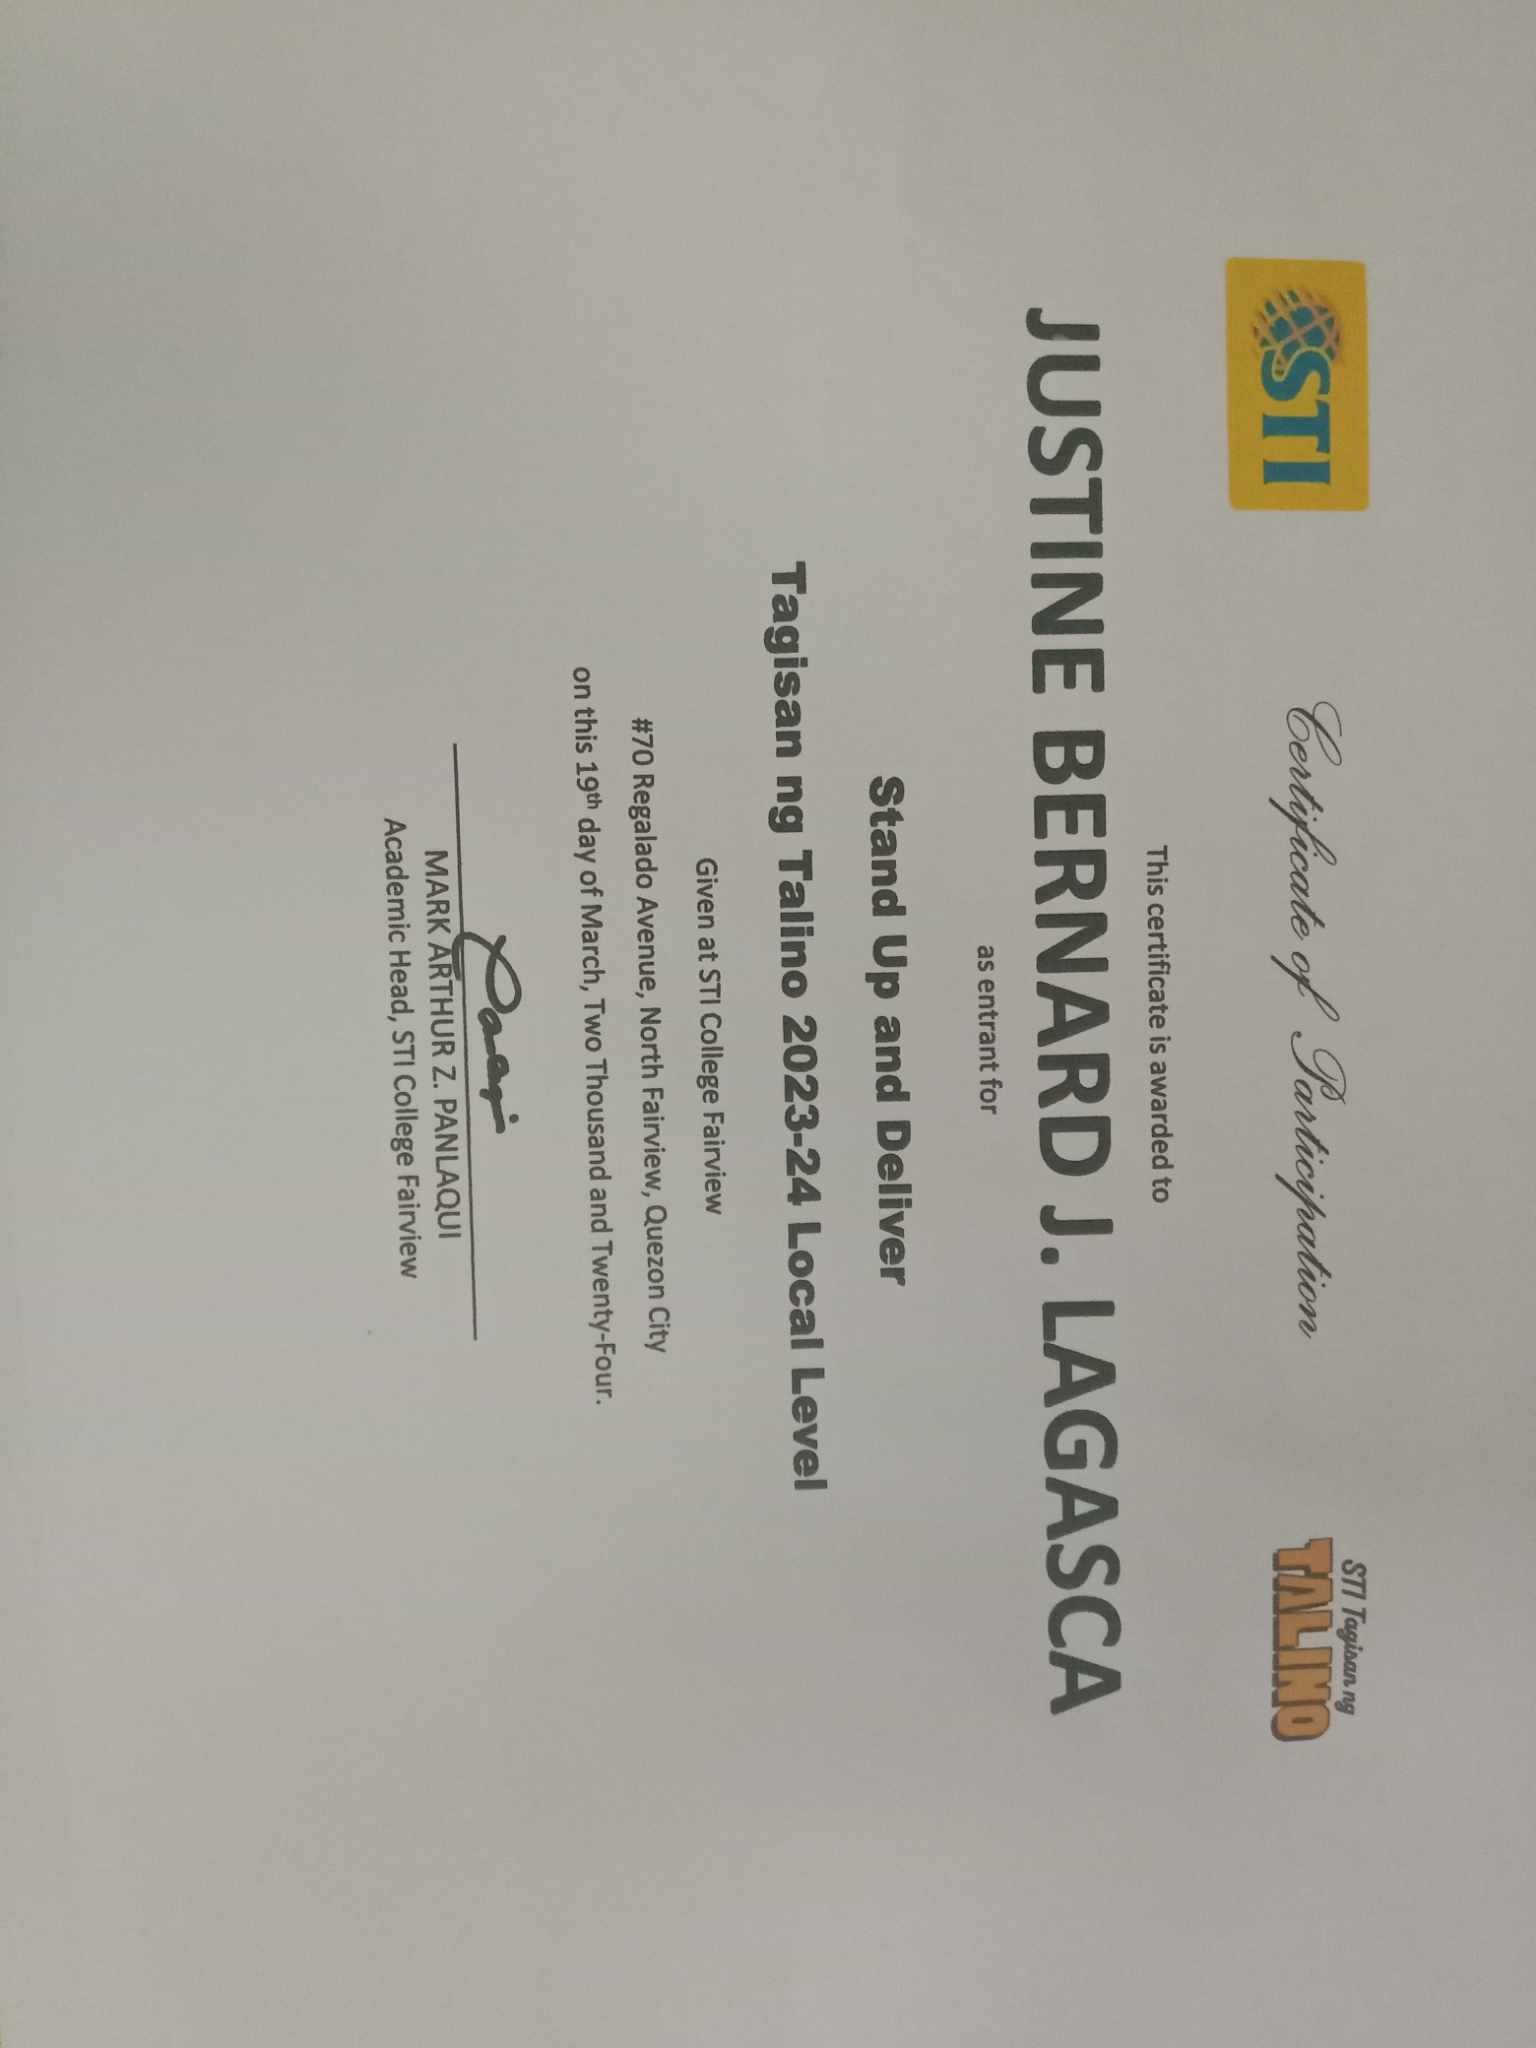 STI
Certificate of Participation
STI Tagisan ng
TALINO
This certificate is awarded to
JUSTINE BERNARD J. LAGASCA
as entrant for
Stand Up and Deliver
Tagisan ng Talino 2023-24 Local Level
Given at STI College Fairview
#70 Regalado Avenue, North Fairview, Quezon City
on this 19th day of March, Two Thousand and Twenty-Four.
MARK ARTHUR Z. PANLAQUI
Academic Head, STI College Fairview